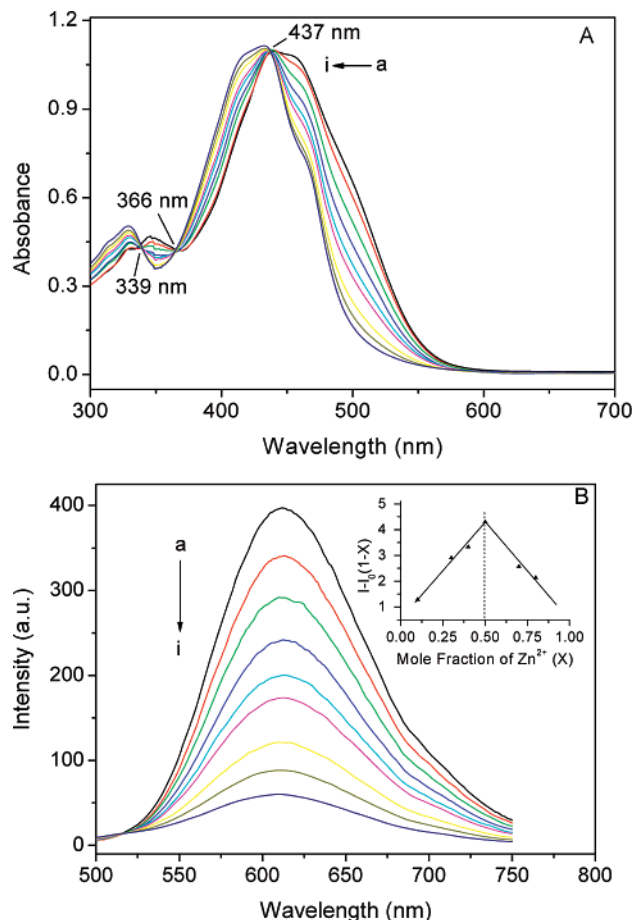 437 nm
A
i a
366 nm
339 nm
Absobance
1.2
0.9
0.6
0.3
0.0
300 400 500 600 700
Wavelength (nm)
B
a
i
Intensity (a.u.)
400
300
200
100
0
500 550 600 650 700 750 800
Wavelength (nm)
I-I0(1-X)
5
4
3
2
1
0.00 0.25 0.50 0.75 1.00
Mole Fraction of Zn2+ (X)